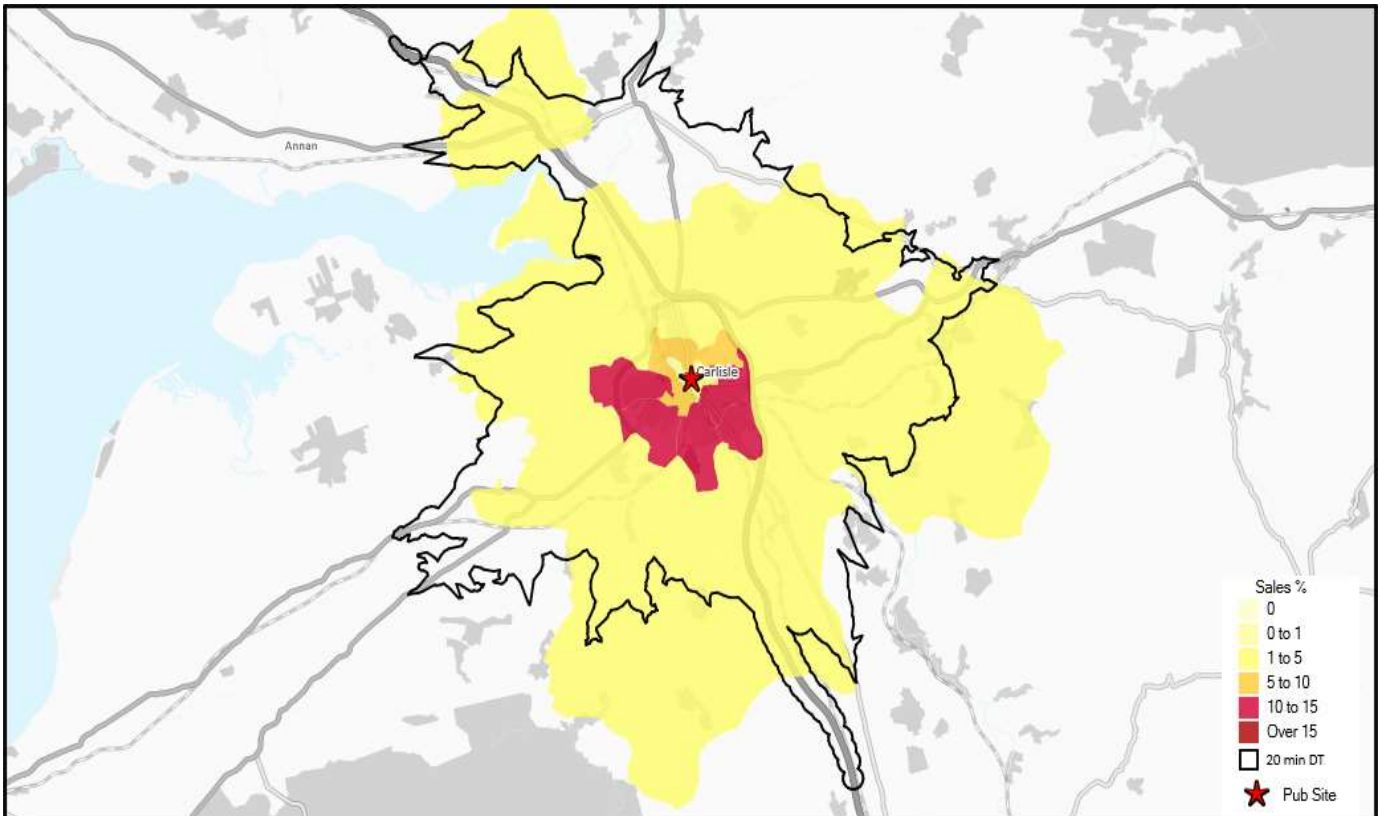 Annan
Carlisle
Sales %
0
0 to 1
1 to 5
5 to 10
10 to 15
Over 15
20 min DT
Pub Site